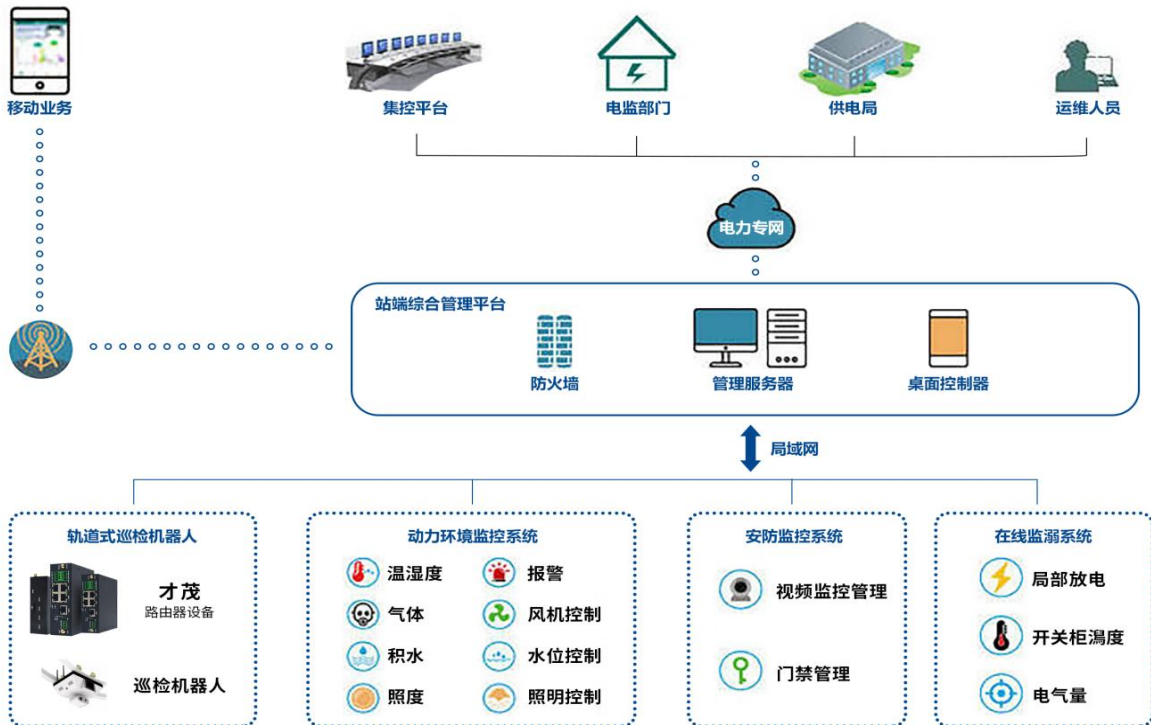 移动业务
集控平台
电监部门
供电局
运维人员
电力专网
站端综合管理平台
防火墙
管理服务器
桌面控制器
局域网
轨道式巡检机器人
才茂
路由器设备
巡检机器人
动力环境监控系统
温湿度
报警
气体
风机控制
积水
水位控制
照度
照明控制
安防监控系统
视频监控管理
门禁管理
在线监弱系统
局部放电
开关柜潟度
电气量